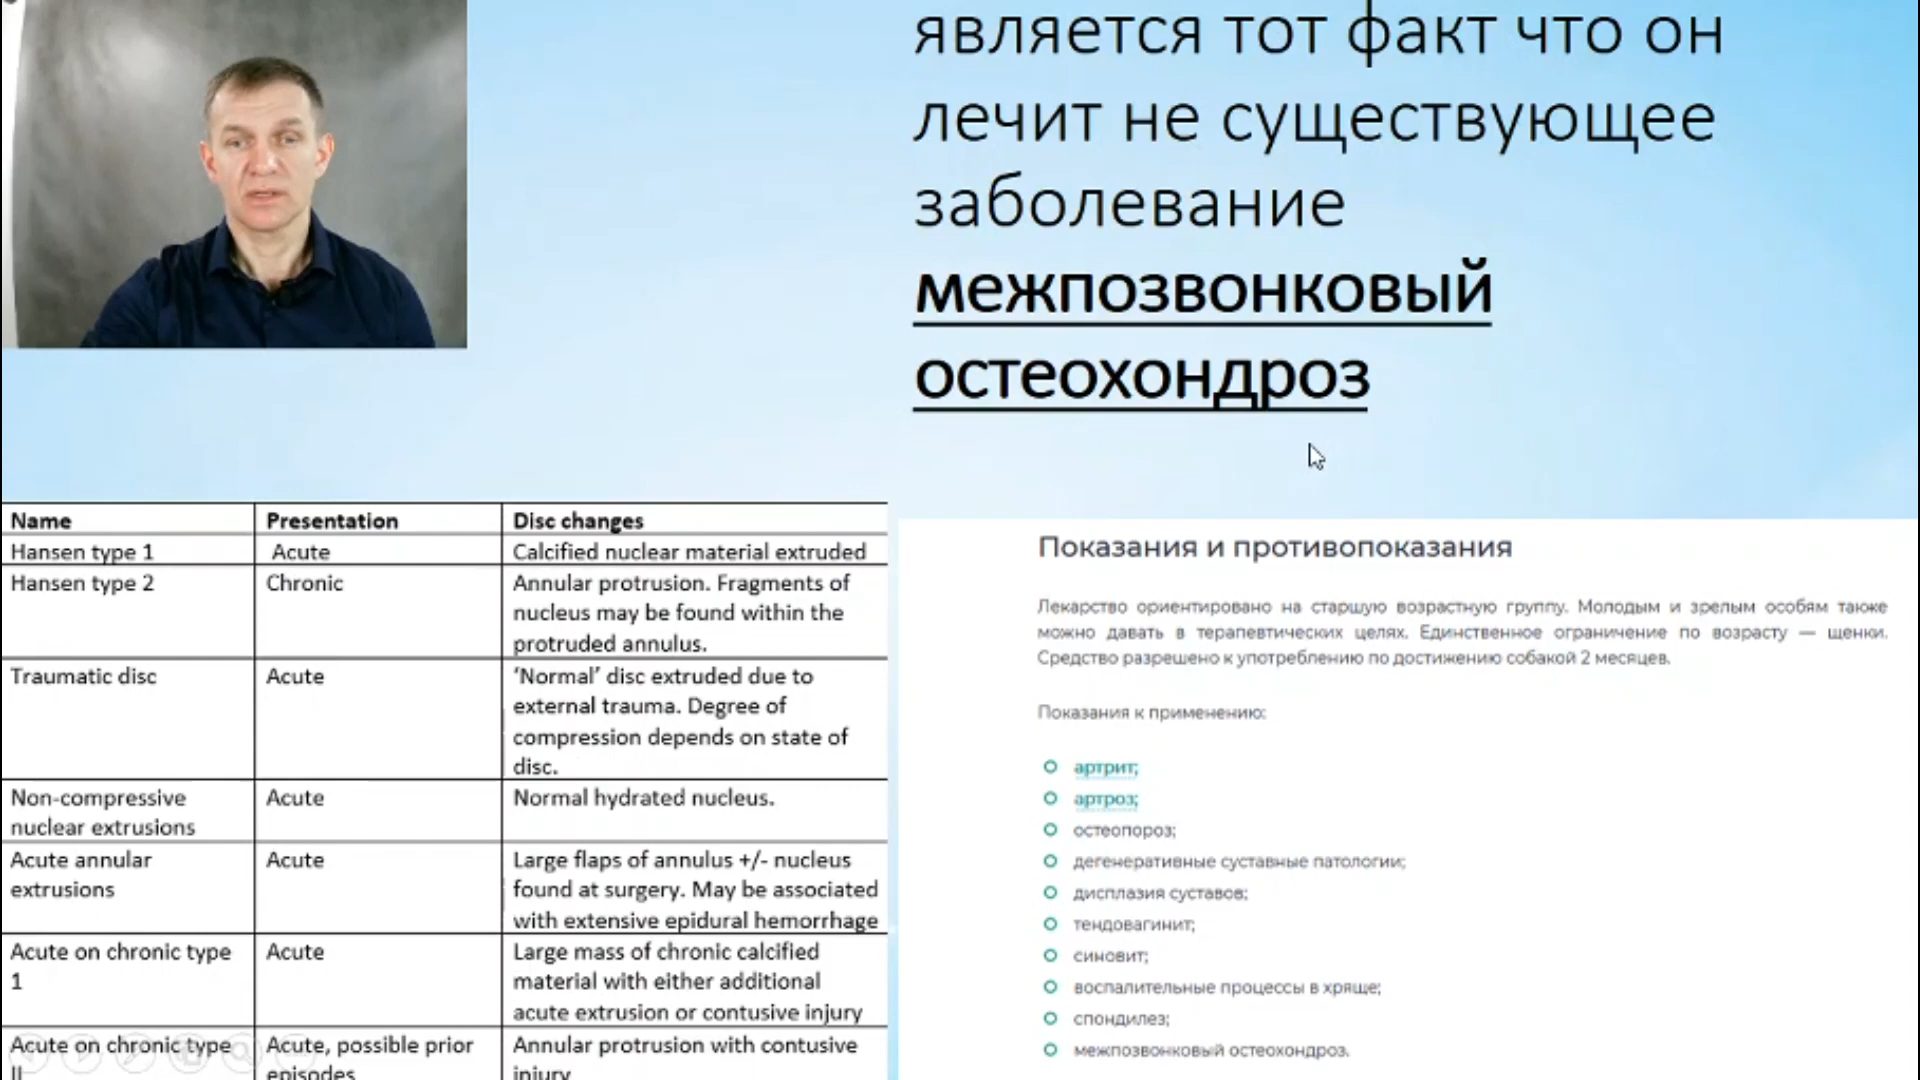 является тот факт что он
лечит не существующее
заболевание
межпозвонковый
остеохондроз
Name Presentation Disc changes
Hansen type 1 Acute Calcified nuclear material extruded
Hansen type 2 Chronic Annular protrusion. Fragments of
nucleus may be found within the
protruded annulus.
Traumatic disc Acute ‘Normal’ disc extruded due to
external trauma. Degree of
compression depends on state of
disc.
Non-compressive Acute Normal hydrated nucleus.
nuclear extrusions
Acute annular Acute Large flaps of annulus +/- nucleus
extrusions found at surgery. May be associated
with extensive epidural hemorrhage
Acute on chronic type Acute Large mass of chronic calcified
1 material with either additional
acute extrusion or contusive injury
Acute on chronic type Acute, possible prior Annular protrusion with contusive
II episodes injury
Показания и противопоказания
Лекарство ориентировано на старшую возрастную группу. Молодым и зрелым особям также
можно давать в терапевтических целях. Единственное ограничение по возрасту — щенки.
Средство разрешено к употреблению по достижению собакой 2 месяцев.
Показания к применению:
артрит;
артроз;
остеопороз;
дегенеративные суставные патологии;
дисплазия суставов;
тендовагинит;
синовит;
воспалительные процессы в хряще;
спондилез;
межпозвонковый остеохондроз.